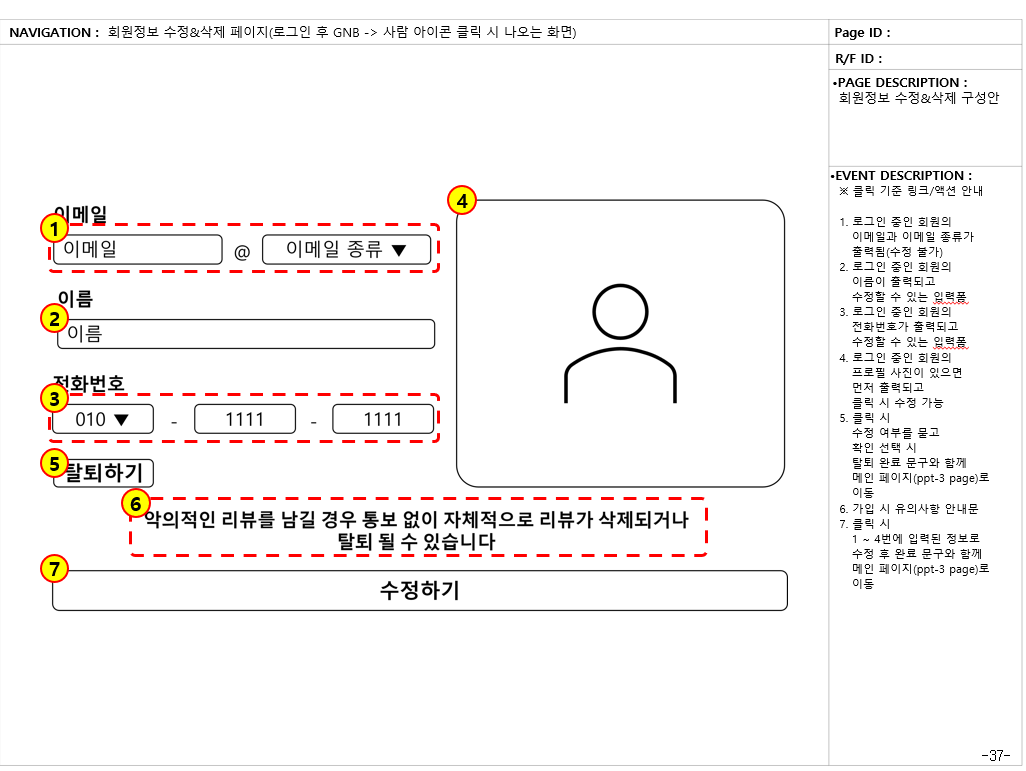 NAVIGATION : 회원정보 수정&삭제 페이지(로그인 후 GNB -> 사람 아이콘 클릭 시 나오는 화면)
Page ID :
R/F ID :
•PAGE DESCRIPTION :
회원정보 수정&삭제 구성안
이메일
1
이메일 @ 이메일 종류 ▼
이름
2
이름
전화번호
3
010 ▼ - 1111 - 1111
4
5
탈퇴하기
6
악의적인 리뷰를 남길 경우 통보 없이 자체적으로 리뷰가 삭제되거나
탈퇴 될 수 있습니다
7
수정하기
•EVENT DESCRIPTION :
※ 클릭 기준 링크/액션 안내
1. 로그인 중인 회원의
이메일과 이메일 종류가
출력됨(수정 불가)
2. 로그인 중인 회원의
이름이 출력되고
수정할 수 있는 입력폼
3. 로그인 중인 회원의
전화번호가 출력되고
수정할 수 있는 입력폼
4. 로그인 중인 회원의
프로필 사진이 있으면
먼저 출력되고
클릭 시 수정 가능
5. 클릭 시
수정 여부를 묻고
확인 선택 시
탈퇴 완료 문구와 함께
메인 페이지(ppt-3 page)로
이동
6. 가입 시 유의사항 안내문
7. 클릭 시
1 ~ 4번에 입력된 정보로
수정 후 완료 문구와 함께
메인 페이지(ppt-3 page)로
이동
-37-